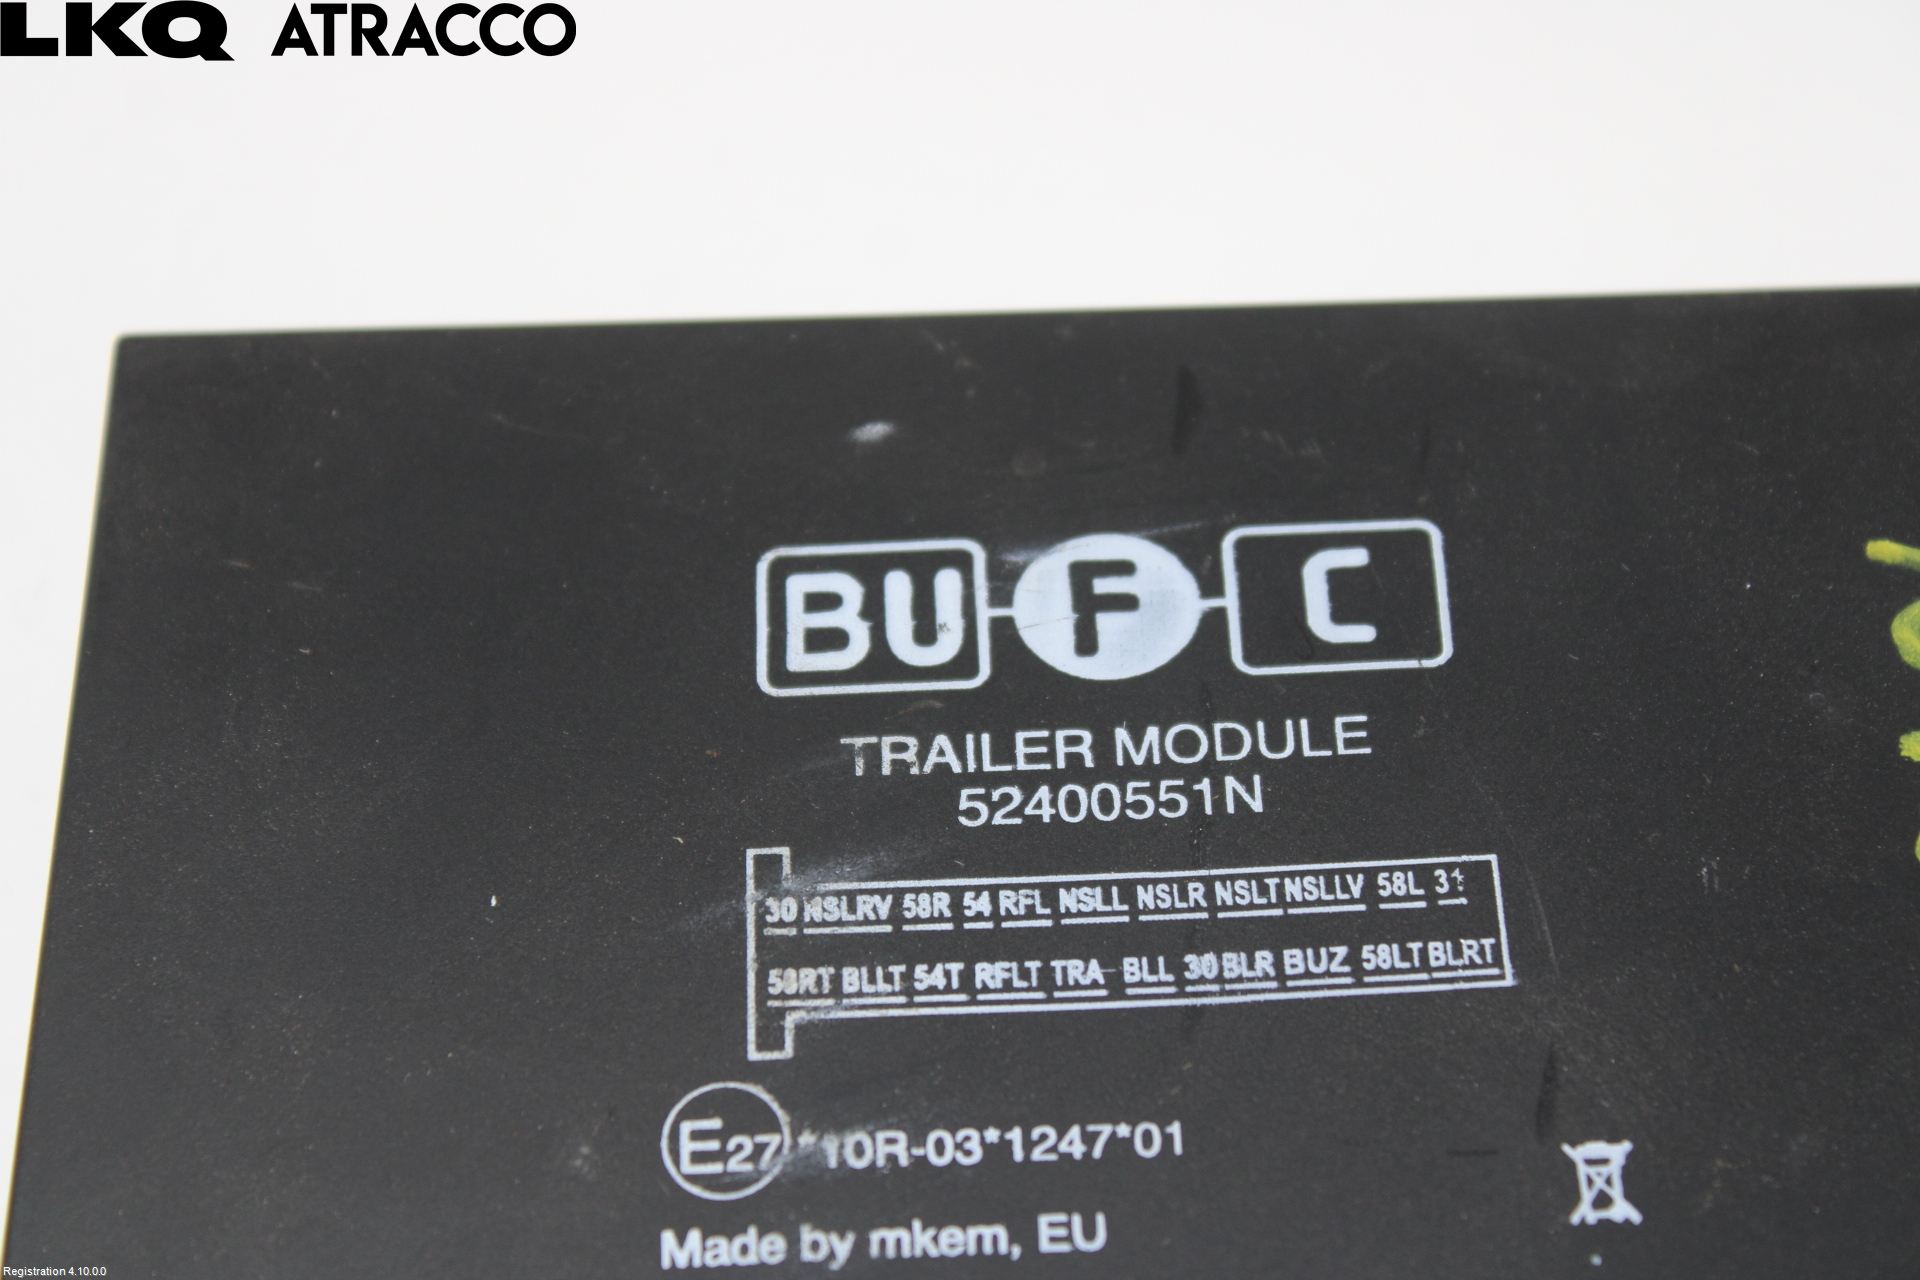 LKQ ATRACCO
BU F C
TRAILER MODULE
52400551N
30 NSLRV 58R 54 RFL NSLL NSLR NSLT NSLLV 58L 31
58RT BLLT 54T RFLT TRA BLL 30 BLR BUZ 58LT BLRT
E27 *10R-03*1247*01
Made by mkem, EU
Registration 4.10.0.0